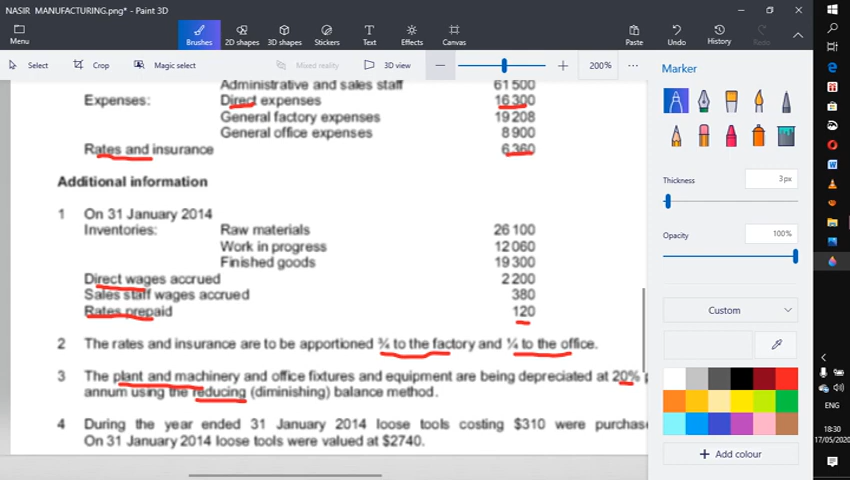 NASIR MANUFACTURING.png* - Paint 3D
Menu
Brushes
2D shapes
3D shapes
Stickers
Text
Effects
Canvas
Paste
Undo
History
Redo
Select
Crop
Magic select
Mixed reality
3D view
200%
Marker
Administrative and sales staff 61 500
Expenses: Direct expenses 16 300
General factory expenses 19 208
General office expenses 8 900
Rates and insurance 6 360
Additional information
1 On 31 January 2014
Inventories: Raw materials 26 100
Work in progress 12 060
Finished goods 19 300
Direct wages accrued 2 200
Sales staff wages accrued 380
Rates prepaid 120
2 The rates and insurance are to be apportioned ¾ to the factory and ¼ to the office.
3 The plant and machinery and office fixtures and equipment are being depreciated at 20% p
annum using the reducing (diminishing) balance method.
4 During the year ended 31 January 2014 loose tools costing $310 were purchase
On 31 January 2014 loose tools were valued at $2740.
Thickness
3px
Opacity
100%
Custom
Add colour
ENG
18:30
17/05/2020